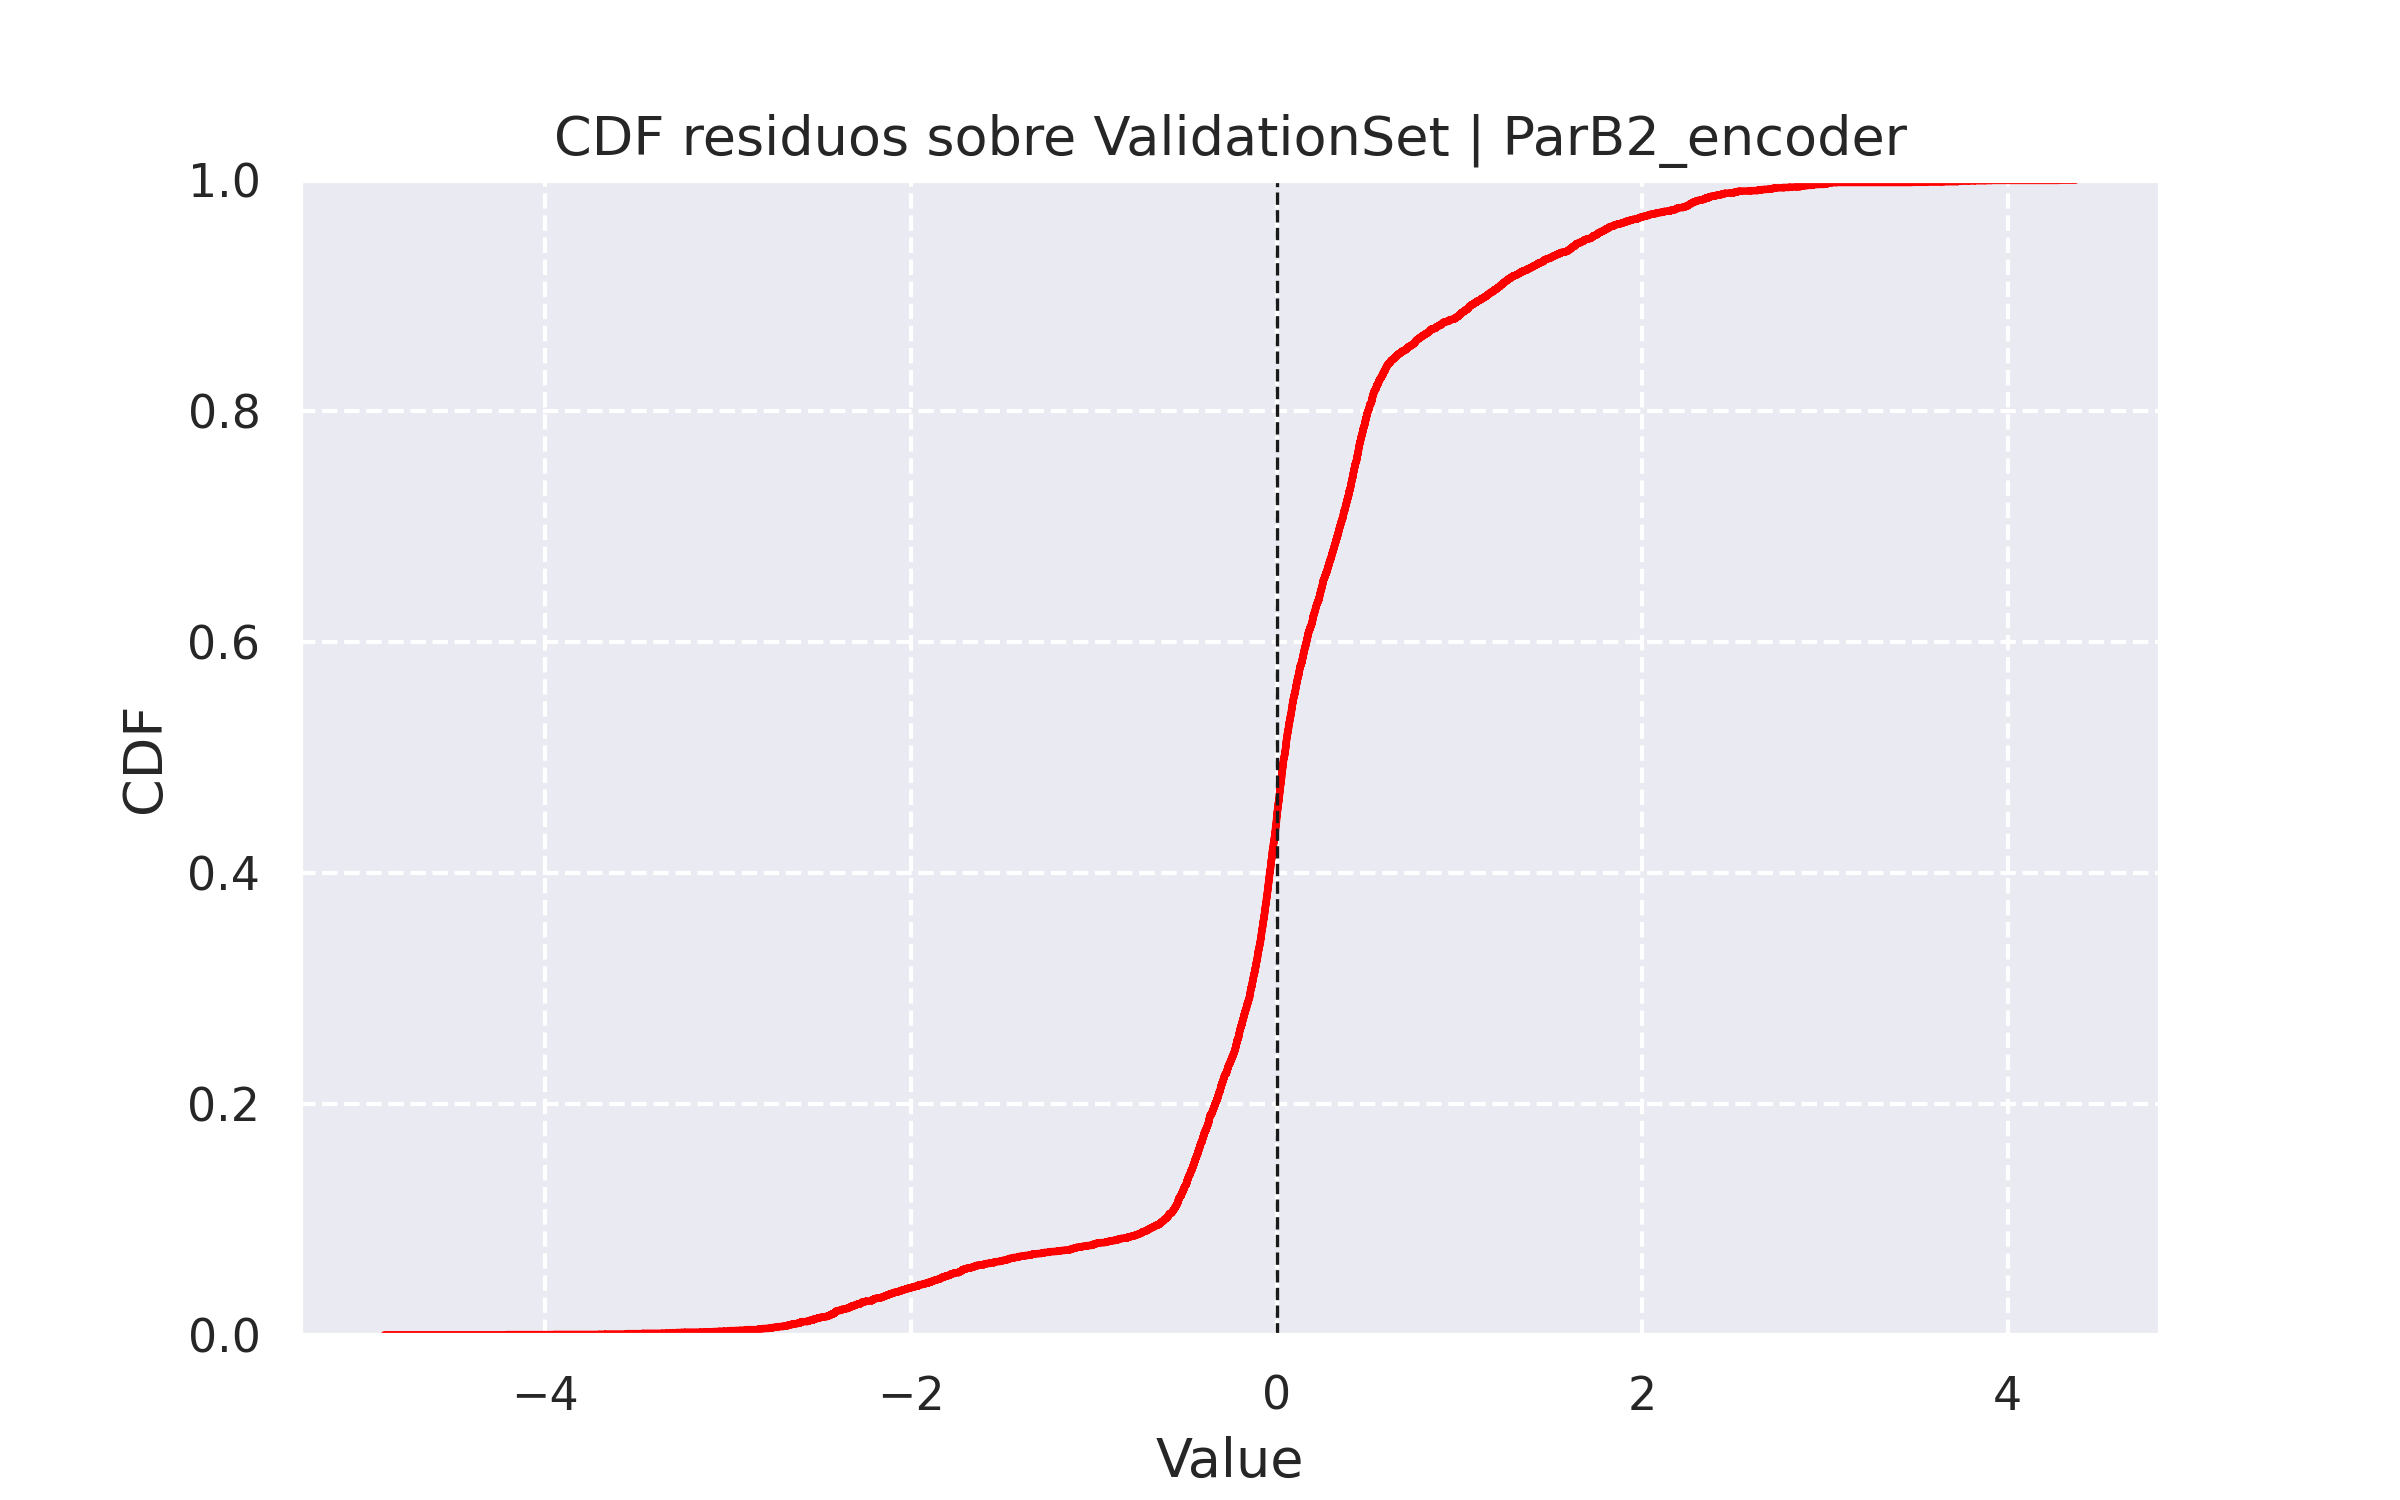 CDF residuos sobre ValidationSet | ParB2_encoder
1.0
0.8
0.6
0.4
0.2
0.0
CDF
−4 −2 0 2 4
Value